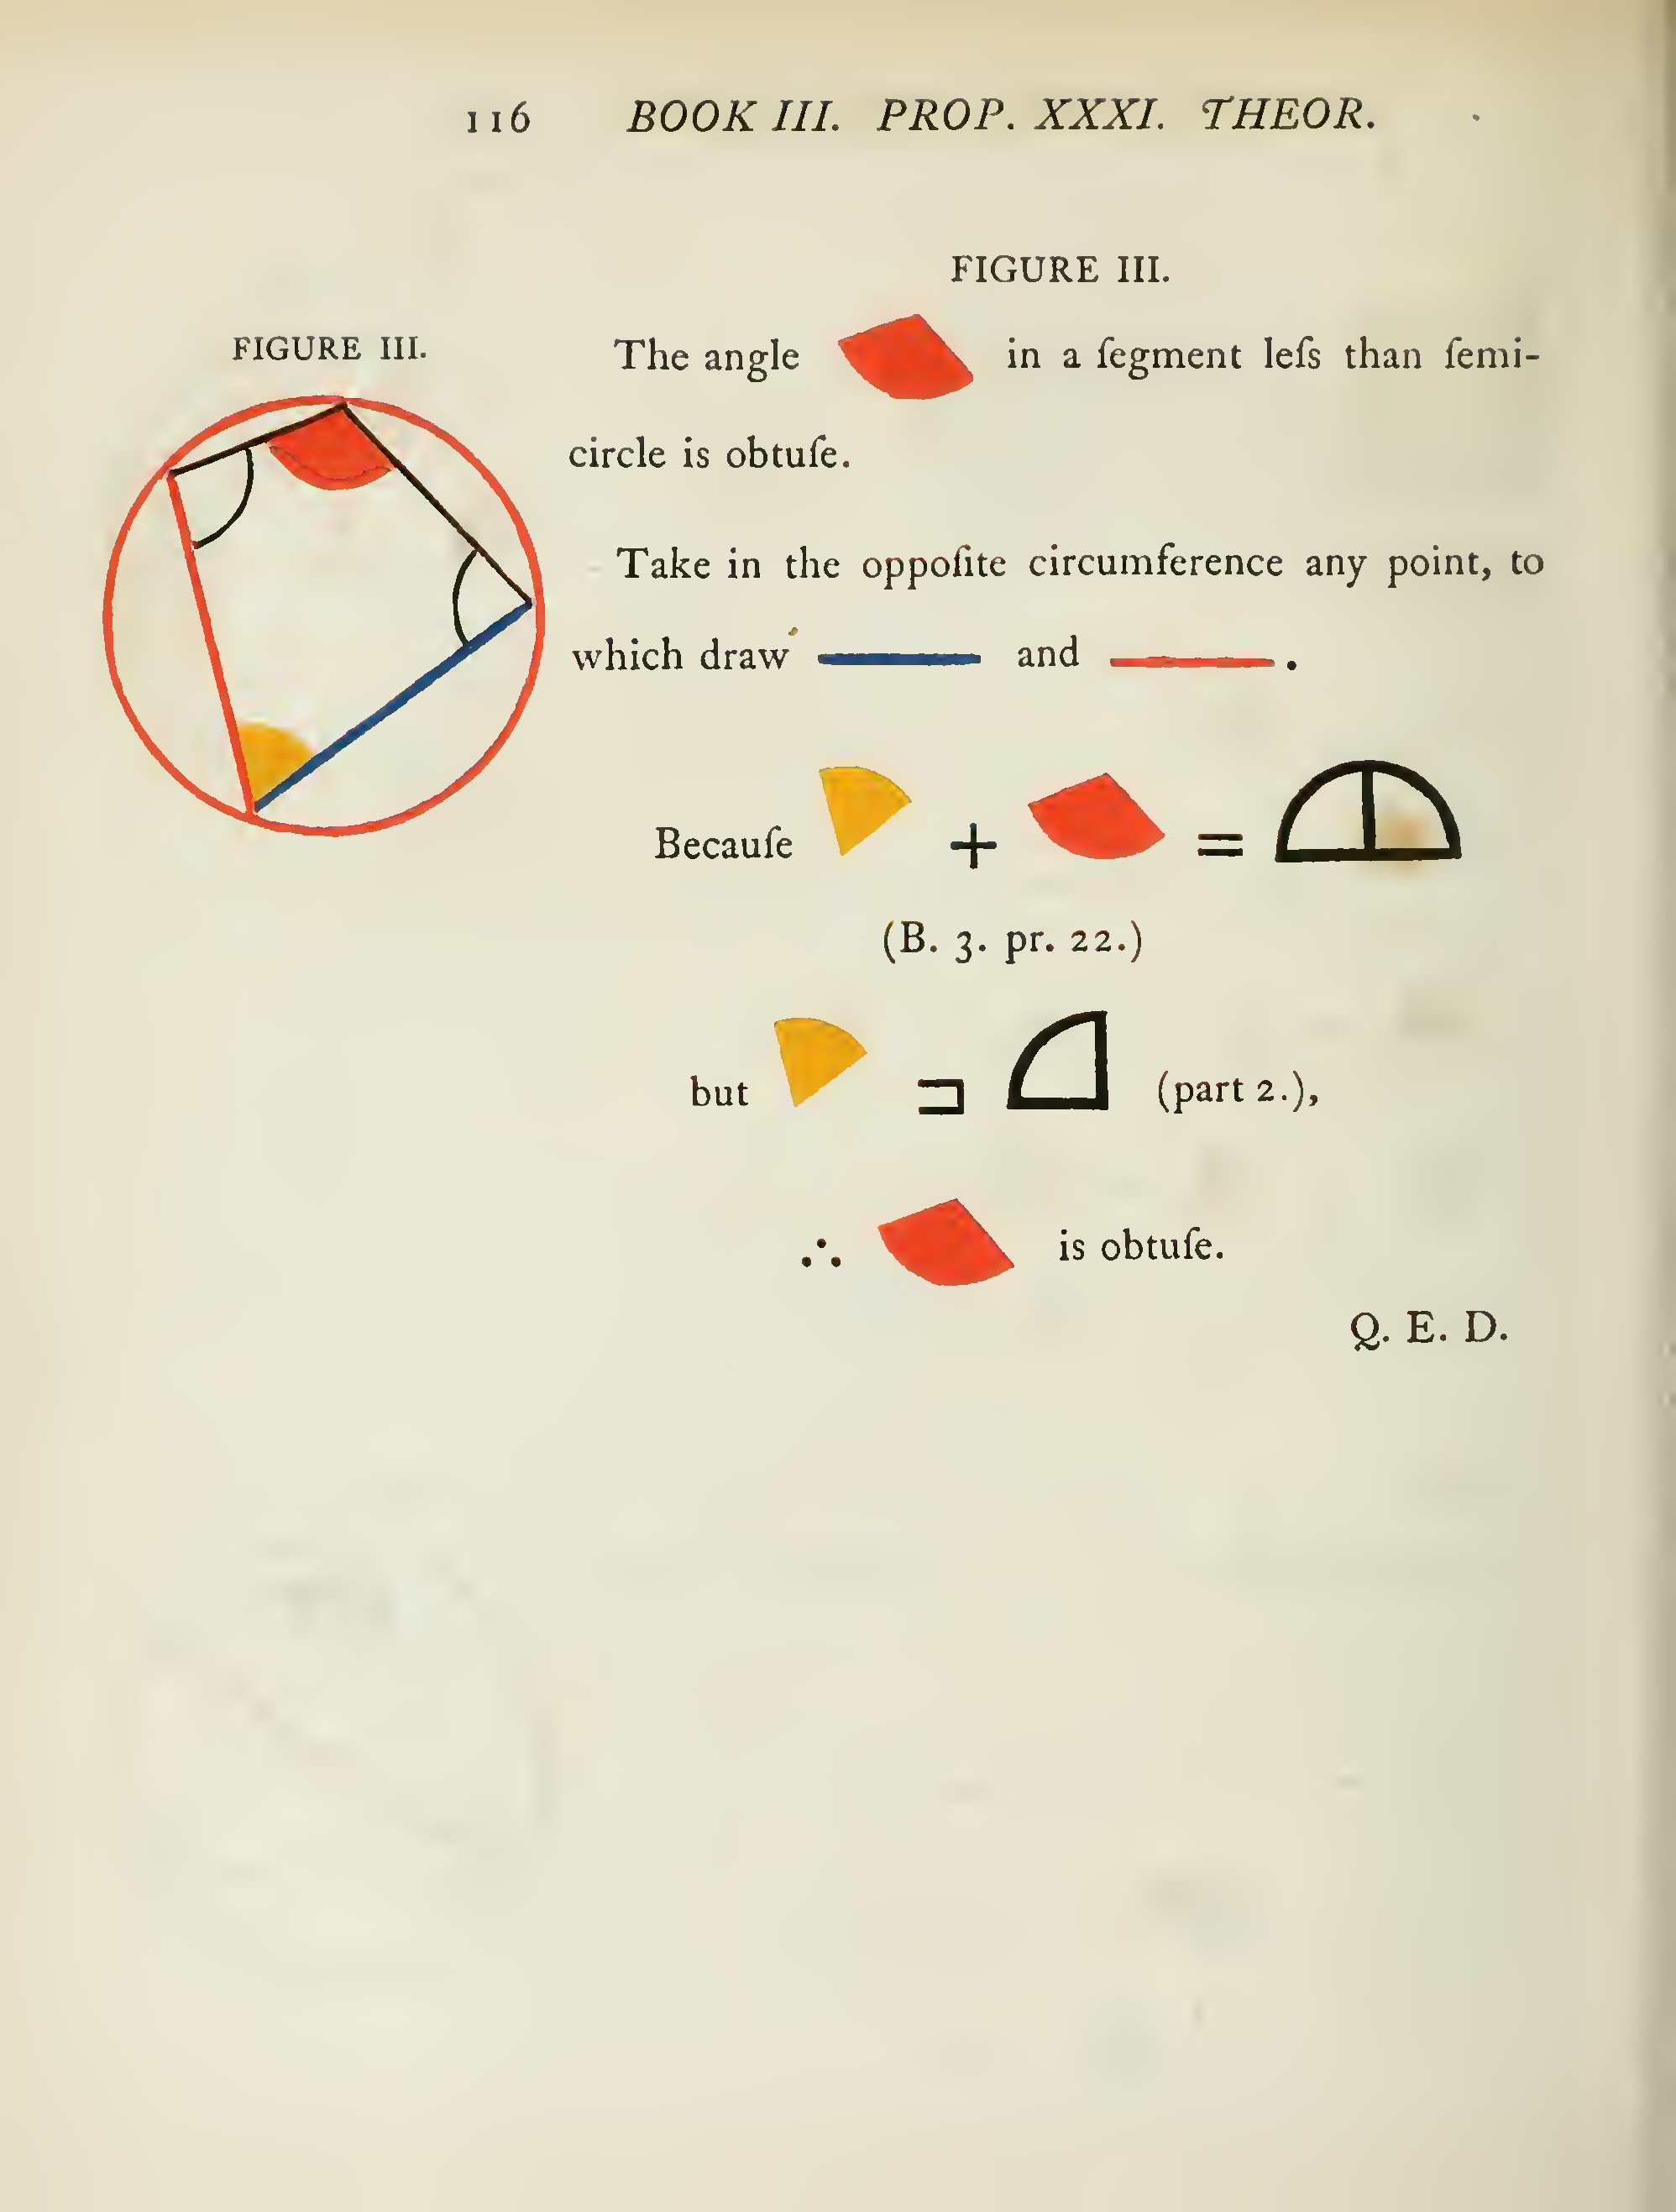 116 BOOK III. PROP. XXXI. THEOR.
FIGURE III.
FIGURE III.
The angle in a ſegment leſs than ſemi-
circle is obtuſe.
Take in the oppoſite circumference any point, to
which draw and .
Becauſe + =
(B. 3. pr. 22.)
but ⊐ (part 2.),
∴ is obtuſe.
Q. E. D.